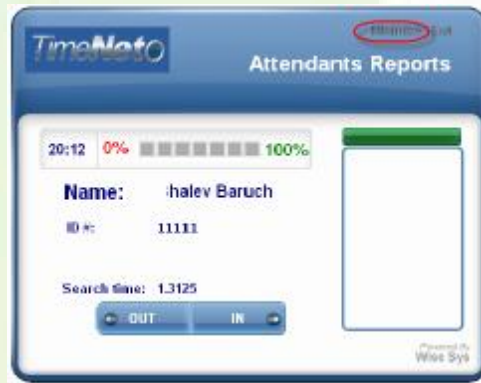 TimeNeto
Attendants Reports
20:12 0% 100%
Name: halev Baruch
ID #: 11111
Search time: 1.3125
OUT IN
Powered By
Wise Sys